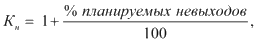 Kн = 1 + % планируемых невыходов / 100,